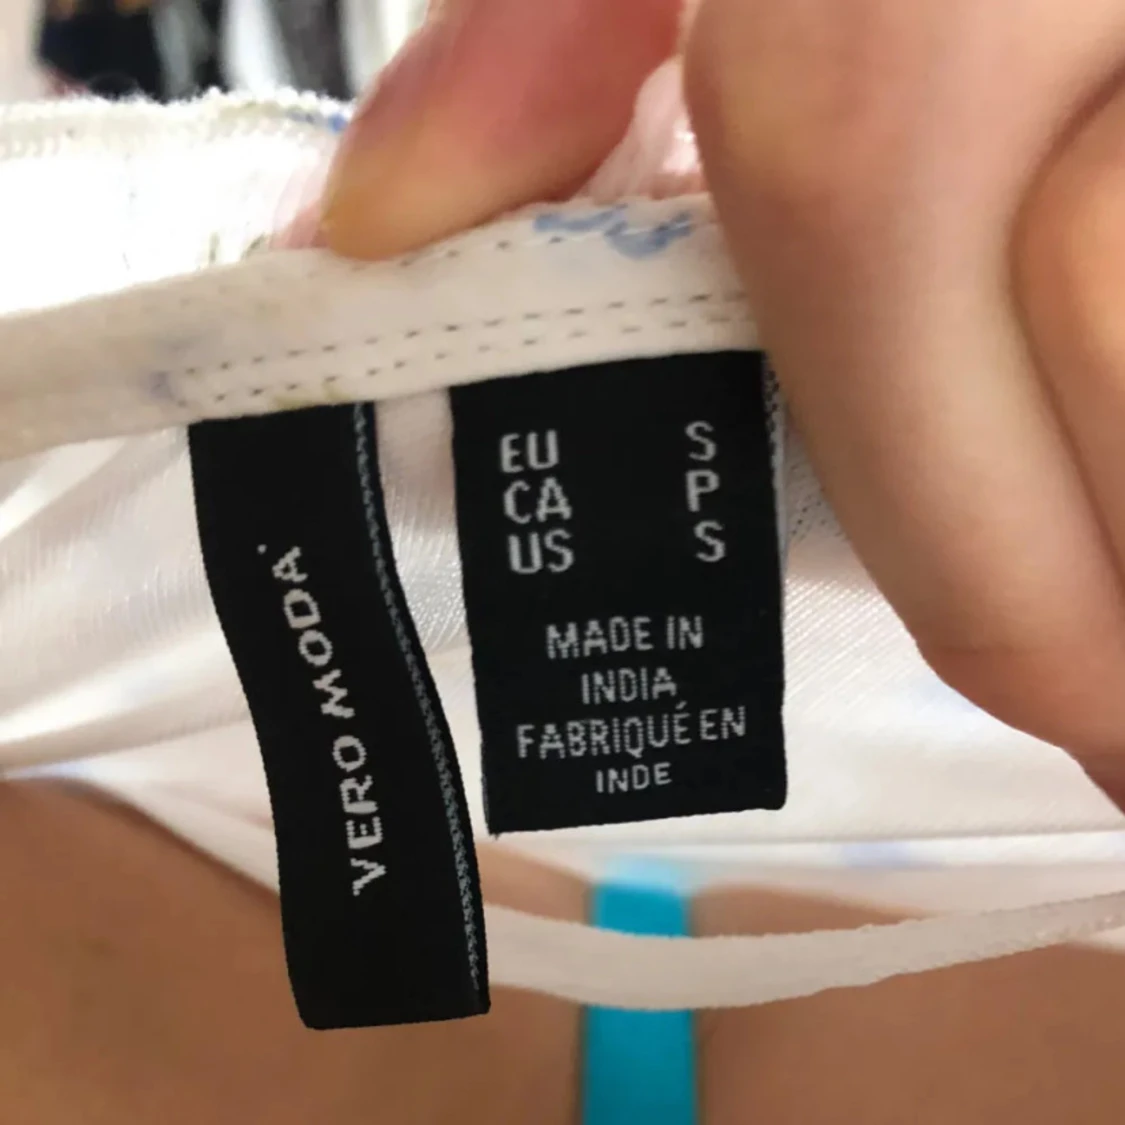 VERO MODA
EU S
CA P
US S
MADE IN
INDIA
FABRIQUÉ EN
INDE